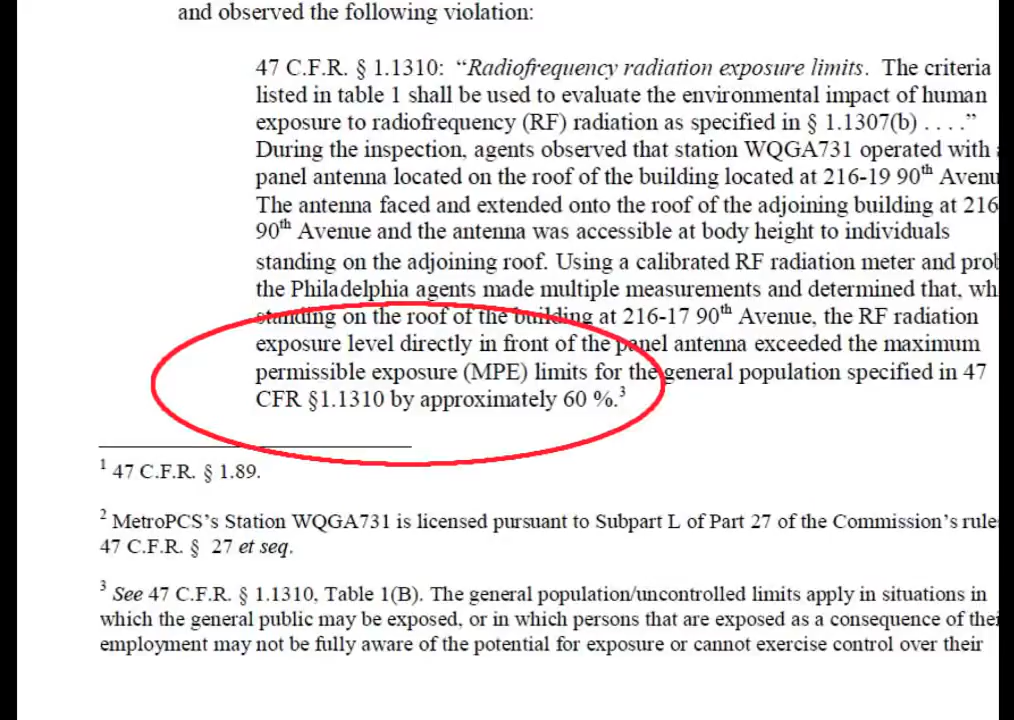 and observed the following violation:
47 C.F.R. § 1.1310: “Radiofrequency radiation exposure limits. The criteria
listed in table 1 shall be used to evaluate the environmental impact of human
exposure to radiofrequency (RF) radiation as specified in § 1.1307(b) . . . .”
During the inspection, agents observed that station WQGA731 operated with a
panel antenna located on the roof of the building located at 216-19 90th Avenu
The antenna faced and extended onto the roof of the adjoining building at 216
90th Avenue and the antenna was accessible at body height to individuals
standing on the adjoining roof. Using a calibrated RF radiation meter and prob
the Philadelphia agents made multiple measurements and determined that, wh
standing on the roof of the building at 216-17 90th Avenue, the RF radiation
exposure level directly in front of the panel antenna exceeded the maximum
permissible exposure (MPE) limits for the general population specified in 47
CFR §1.1310 by approximately 60 %.3
1 47 C.F.R. § 1.89.
2 MetroPCS’s Station WQGA731 is licensed pursuant to Subpart L of Part 27 of the Commission’s rule
47 C.F.R. § 27 et seq.
3 See 47 C.F.R. § 1.1310, Table 1(B). The general population/uncontrolled limits apply in situations in
which the general public may be exposed, or in which persons that are exposed as a consequence of thei
employment may not be fully aware of the potential for exposure or cannot exercise control over their